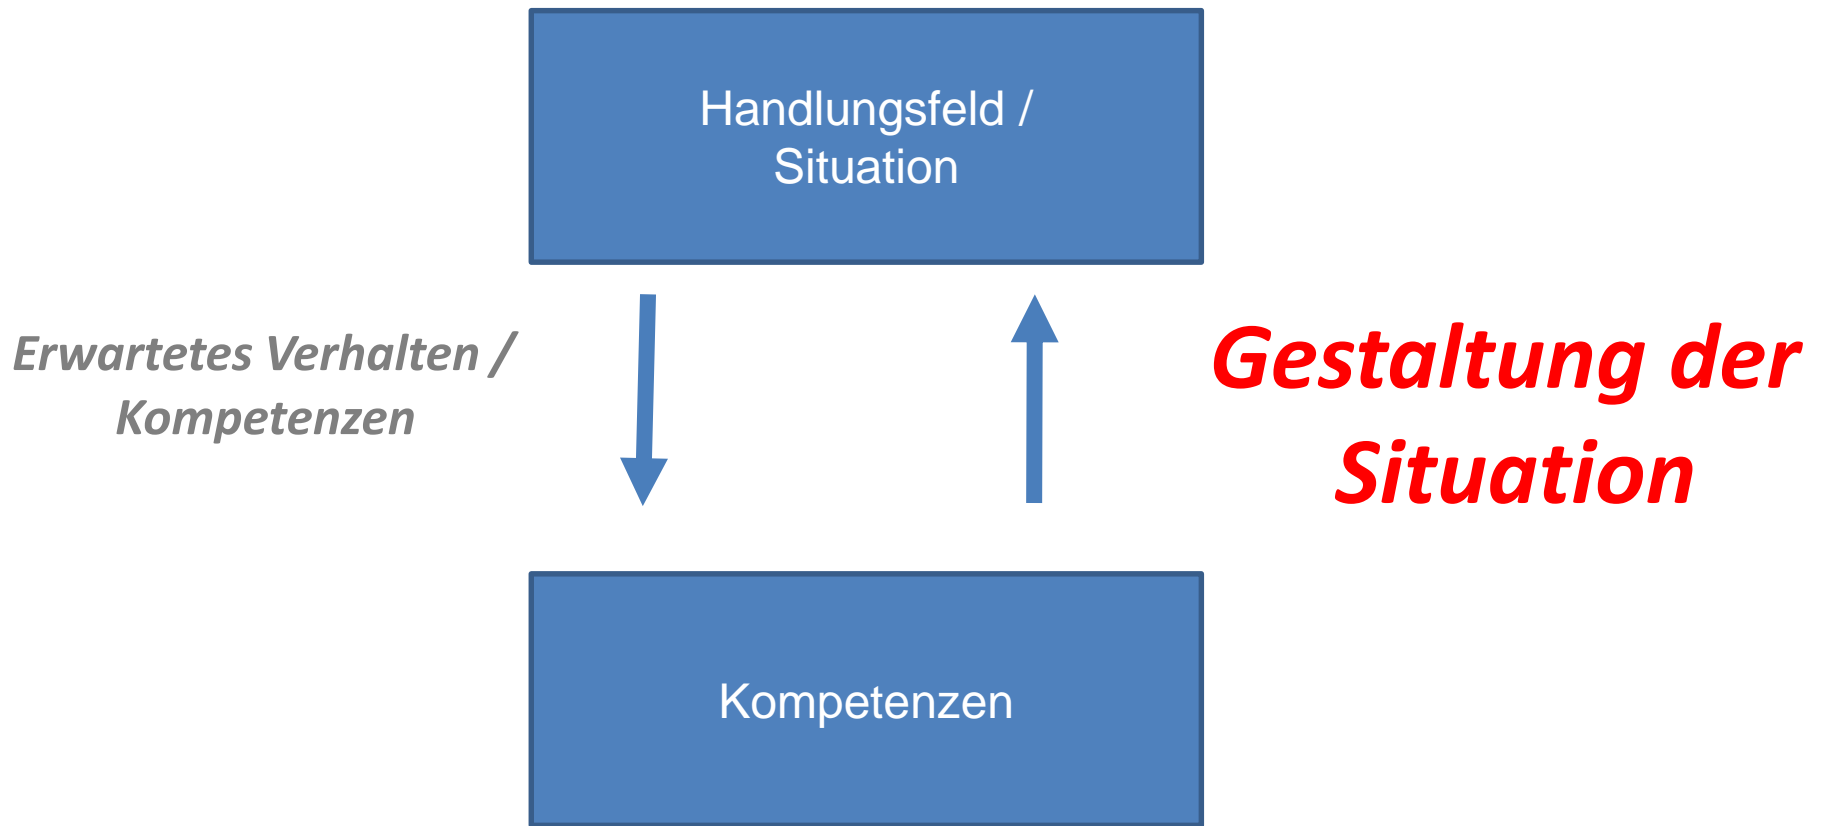 Handlungsfeld /
Situation
Erwartetes Verhalten /
Kompetenzen
Gestaltung der
Situation
Kompetenzen